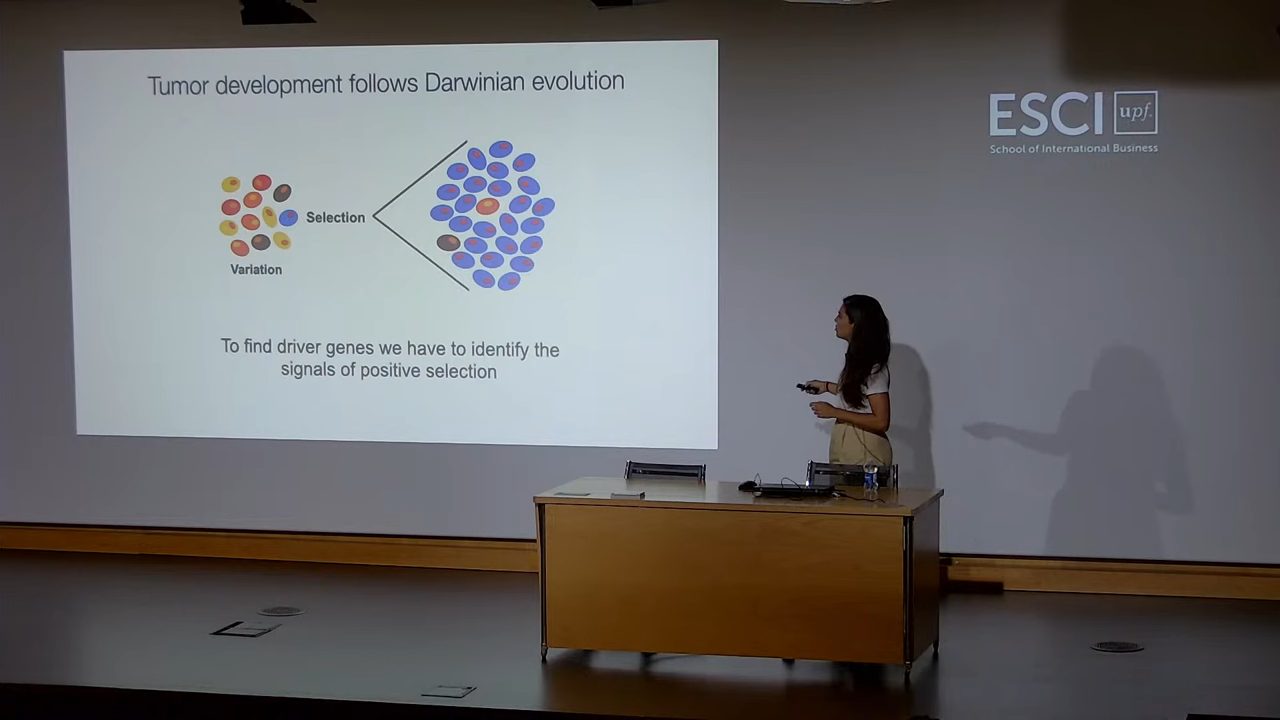 Tumor development follows Darwinian evolution
Selection
Variation
To find driver genes we have to identify the
signals of positive selection
ESCI upf.
School of International Business